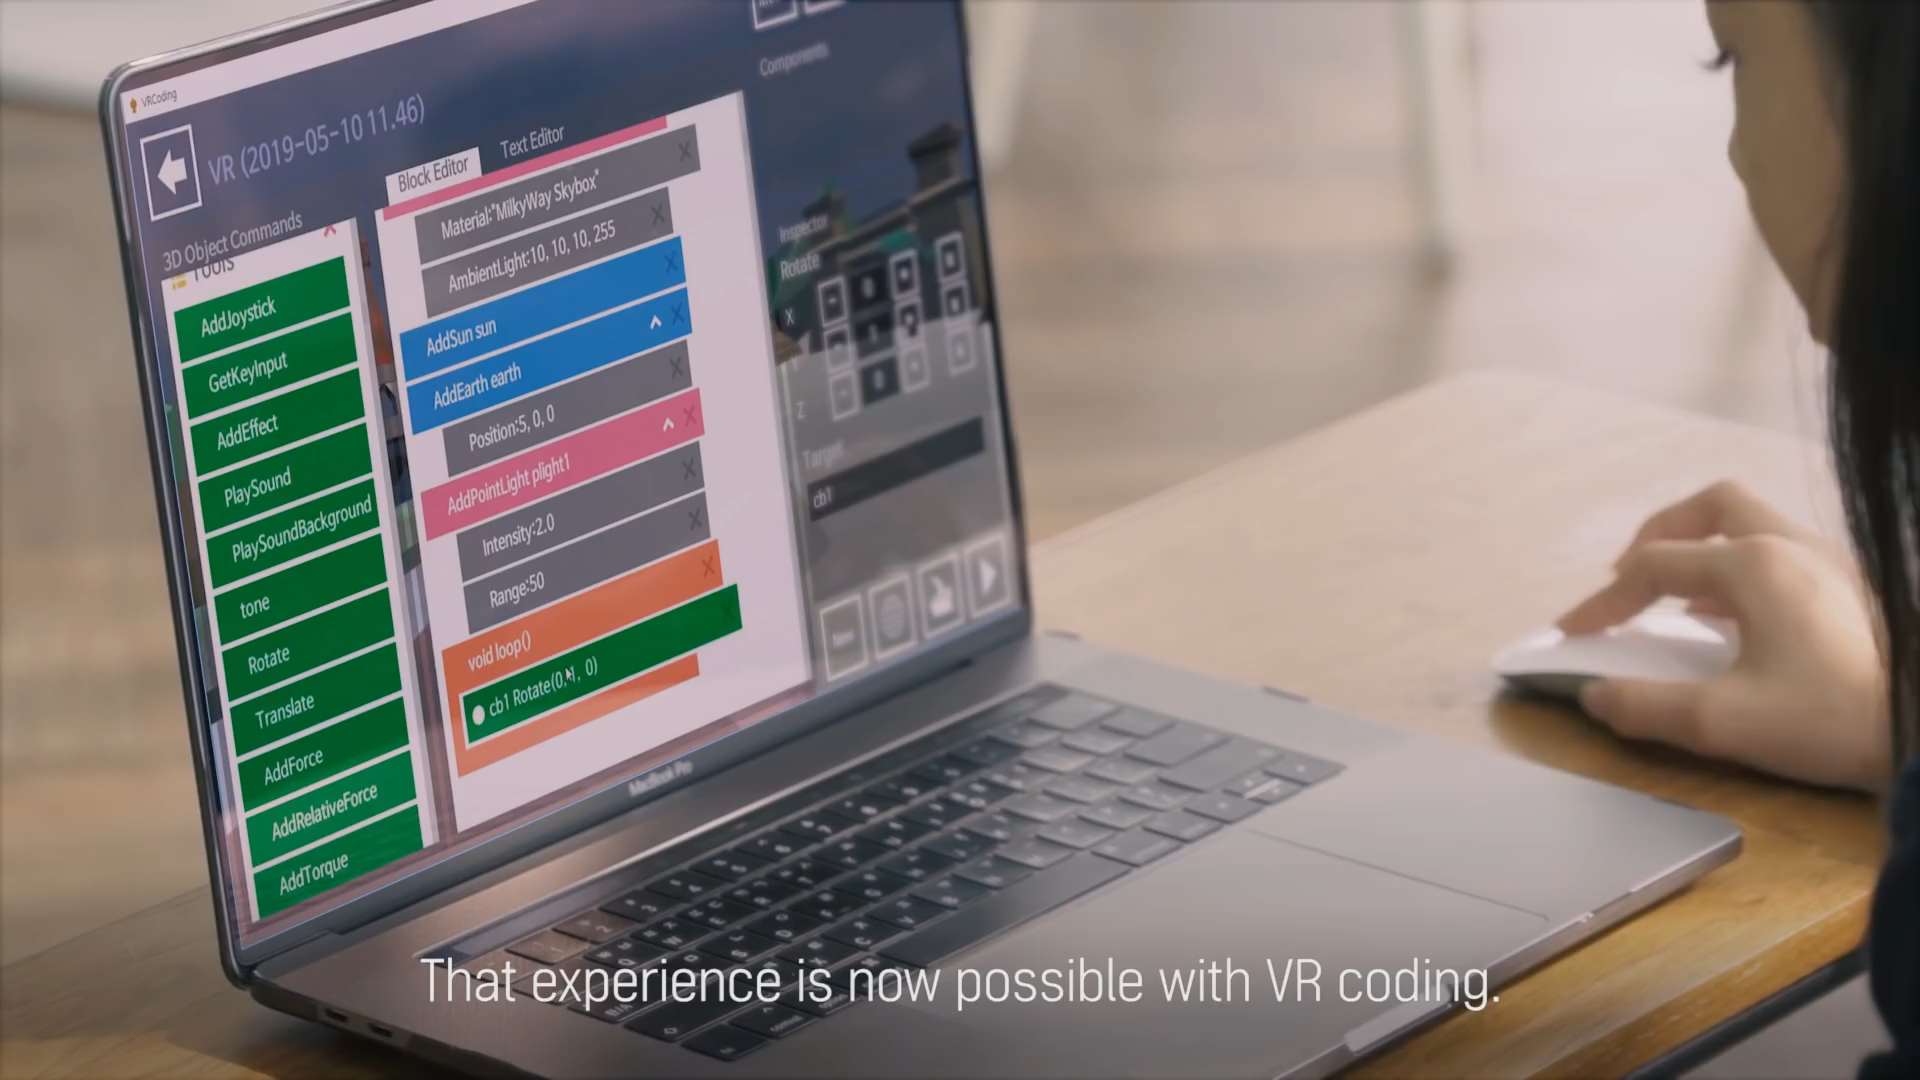 VRCoding
VR (2019-05-10 11.46)
Components
Block Editor
Text Editor
3D Object Commands
Tools
AddJoystick
GetKeyInput
AddEffect
PlaySound
PlaySoundBackground
tone
Rotate
Translate
AddForce
AddRelativeForce
AddTorque
Material:"MilkyWay Skybox"
AmbientLight:10, 10, 10, 255
AddSun sun
AddEarth earth
Position:5, 0, 0
AddPointLight plight1
Intensity:2.0
Range:50
void loop()
cb1 Rotate(0, 1, 0)
Inspector
Rotate
X
Z
Target
cb1
New
MacBook Pro
That experience is now possible with VR coding.